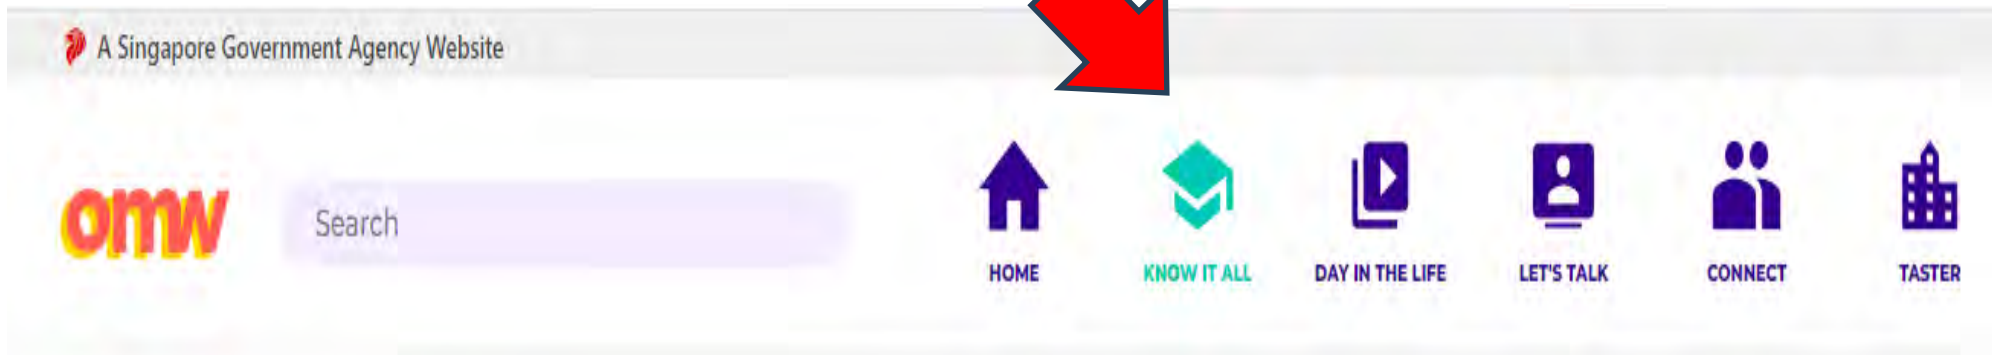 A Singapore Government Agency Website
omw
Search
HOME
KNOW IT ALL
DAY IN THE LIFE
LET'S TALK
CONNECT
TASTER